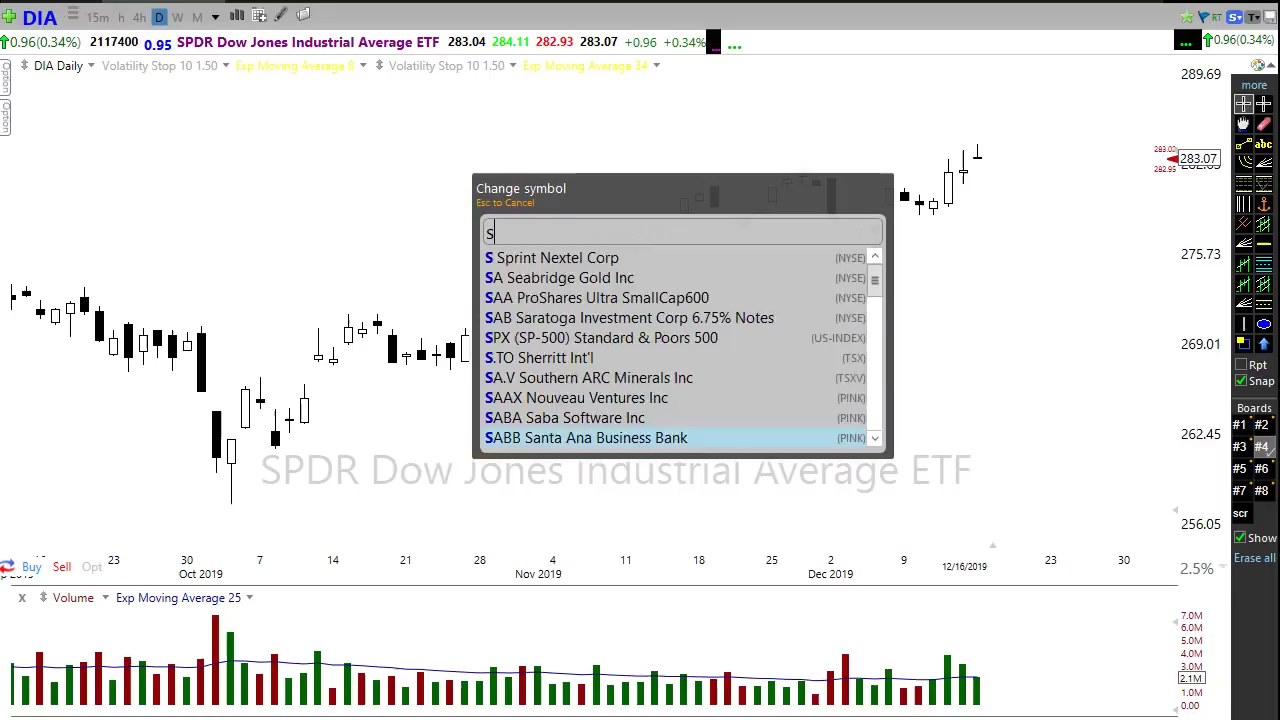 DIA 15m h 4h D W M RT S T
0.96(0.34%) 2117400 0.95 SPDR Dow Jones Industrial Average ETF 283.04 284.11 282.93 283.07 +0.96 +0.34% ... ... 0.96(0.34%)
DIA Daily Volatility Stop 10 1.50 Exp Moving Average 8 Volatility Stop 10 1.50 Exp Moving Average 34
Option
Option
289.69
283.02
283.07
282.95
275.73
269.01
262.45
256.05
2.5%
Change symbol
Esc to Cancel
S
S Sprint Nextel Corp (NYSE)
SA Seabridge Gold Inc (NYSE)
SAA ProShares Ultra SmallCap600 (NYSE)
SAB Saratoga Investment Corp 6.75% Notes (NYSE)
SPX (SP-500) Standard & Poors 500 (US-INDEX)
S.TO Sherritt Int'l (TSX)
SA.V Southern ARC Minerals Inc (TSXV)
SAAX Nouveau Ventures Inc (PINK)
SABA Saba Software Inc (PINK)
SABB Santa Ana Business Bank (PINK)
SPDR Dow Jones Industrial Average ETF
23 30 7 14 21 28 4 11 18 25 2 9 12/16/2019 23 30
Buy Sell Opt
Oct 2019 Nov 2019 Dec 2019
X Volume Exp Moving Average 25
7.0M
6.0M
5.0M
4.0M
3.0M
2.1M
1.0M
0.00
more
abc
Rpt
Snap
Boards
#1 #2
#3 #4
#5 #6
#7 #8
scr
Show
Erase all